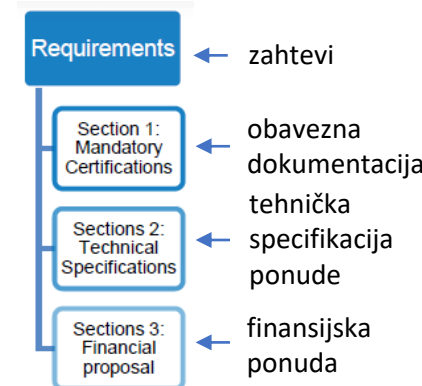 Requirements
zahtevi
Section 1:
Mandatory
Certifications
obavezna
dokumentacija
Sections 2:
Technical
Specifications
tehnička
specifikacija
ponude
Sections 3:
Financial
proposal
finansijska
ponuda